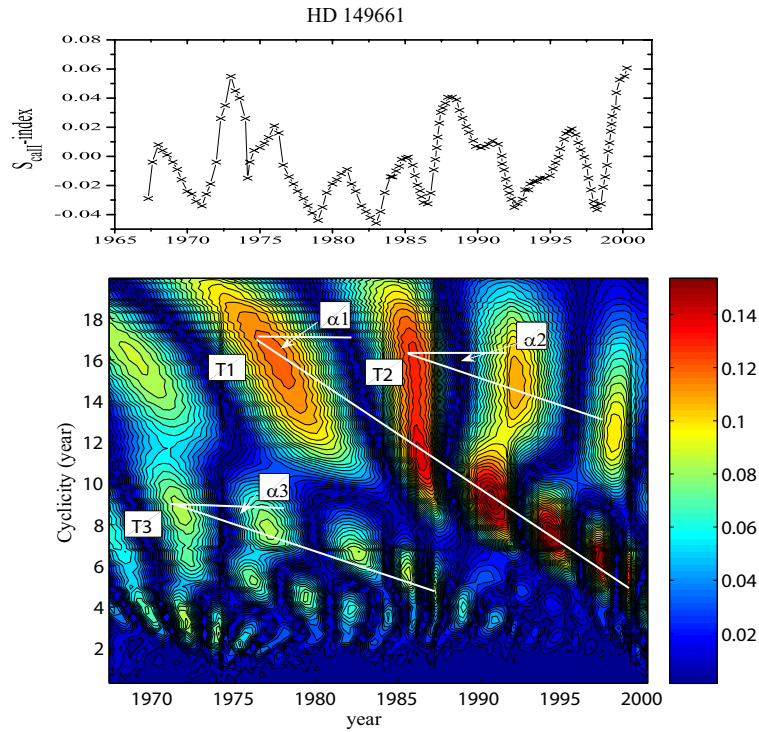 HD 149661
0.08
0.06
0.04
0.02
0.00
-0.02
-0.04
S_call-index
1965 1970 1975 1980 1985 1990 1995 2000
18
16
14
12
10
8
6
4
2
Cyclicity (year)
α1
T1
α2
T2
α3
T3
1970 1975 1980 1985 1990 1995 2000
year
0.14
0.12
0.1
0.08
0.06
0.04
0.02